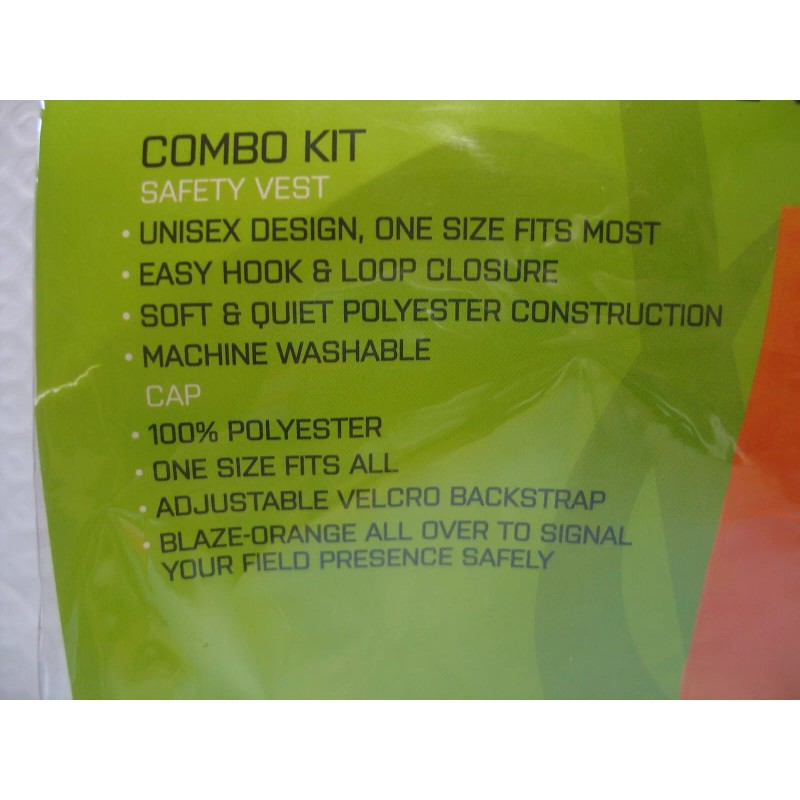 COMBO KIT
SAFETY VEST
• UNISEX DESIGN, ONE SIZE FITS MOST
• EASY HOOK & LOOP CLOSURE
• SOFT & QUIET POLYESTER CONSTRUCTION
• MACHINE WASHABLE
CAP
• 100% POLYESTER
• ONE SIZE FITS ALL
• ADJUSTABLE VELCRO BACKSTRAP
• BLAZE-ORANGE ALL OVER TO SIGNAL
YOUR FIELD PRESENCE SAFELY